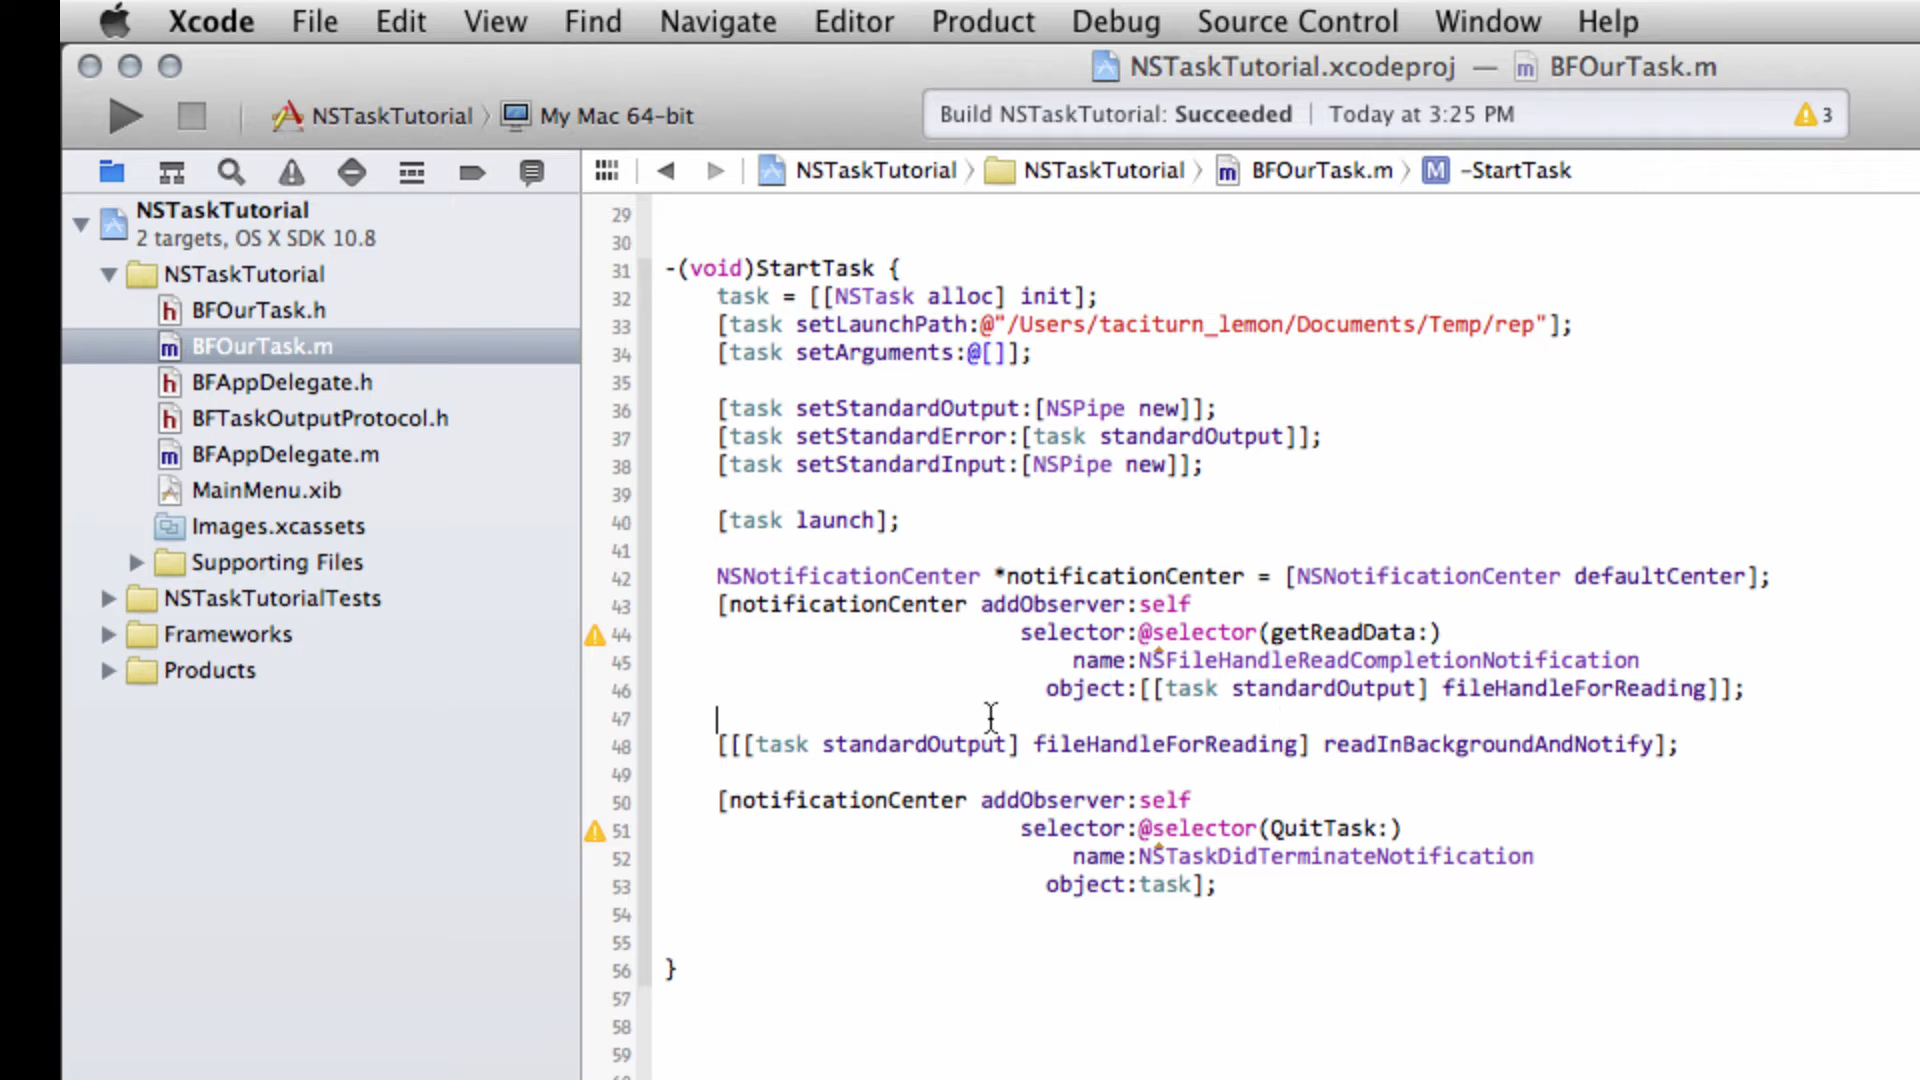 Xcode File Edit View Find Navigate Editor Product Debug Source Control Window Help
NSTaskTutorial.xcodeproj — BFOurTask.m
NSTaskTutorial My Mac 64-bit
Build NSTaskTutorial: Succeeded | Today at 3:25 PM 3
NSTaskTutorial NSTaskTutorial BFOurTask.m -StartTask
NSTaskTutorial
2 targets, OS X SDK 10.8
NSTaskTutorial
BFOurTask.h
BFOurTask.m
BFAppDelegate.h
BFTaskOutputProtocol.h
BFAppDelegate.m
MainMenu.xib
Images.xcassets
Supporting Files
NSTaskTutorialTests
Frameworks
Products
29
30
31 -(void)StartTask {
32 task = [[NSTask alloc] init];
33 [task setLaunchPath:@"/Users/taciturn_lemon/Documents/Temp/rep"];
34 [task setArguments:@[]];
35
36 [task setStandardOutput:[NSPipe new]];
37 [task setStandardError:[task standardOutput]];
38 [task setStandardInput:[NSPipe new]];
39
40 [task launch];
41
42 NSNotificationCenter *notificationCenter = [NSNotificationCenter defaultCenter];
43 [notificationCenter addObserver:self
44 selector:@selector(getReadData:)
45 name:NSFileHandleReadCompletionNotification
46 object:[[task standardOutput] fileHandleForReading]];
47
48 [[[task standardOutput] fileHandleForReading] readInBackgroundAndNotify];
49
50 [notificationCenter addObserver:self
51 selector:@selector(QuitTask:)
52 name:NSTaskDidTerminateNotification
53 object:task];
54
55
56 }
57
58
59